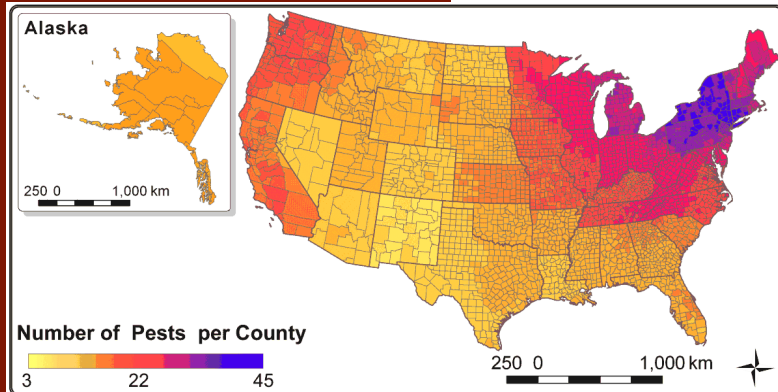 Alaska
250 0 1,000 km
Number of Pests per County
3 22 45
250 0 1,000 km